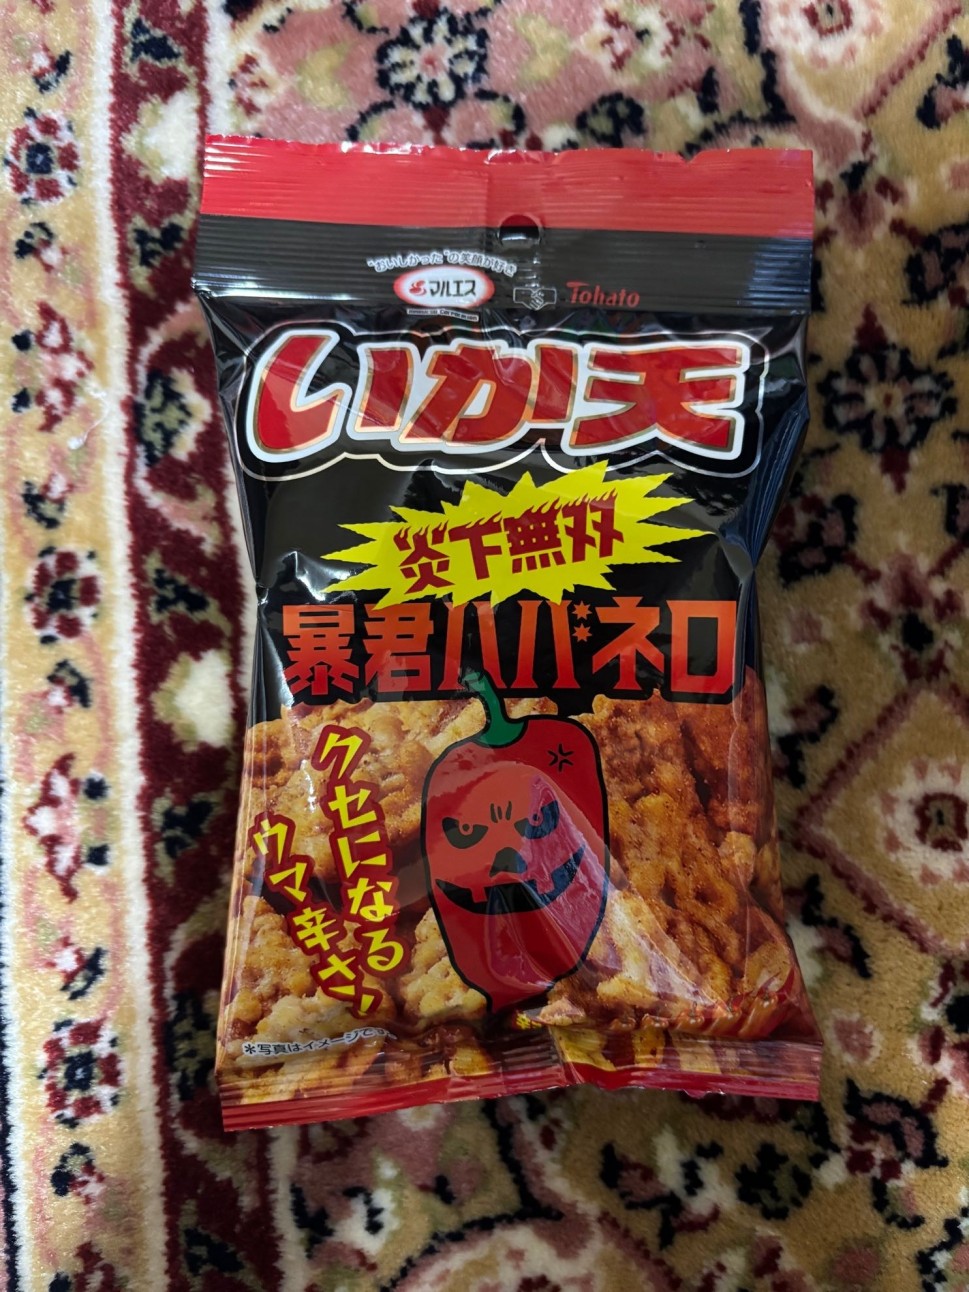 "おいしかった"の笑顔が好き
マルエス
Tohato
いか天
炎下無双
暴君ハバネロ
クセになる
ウマ辛さ!
*写真はイメージです